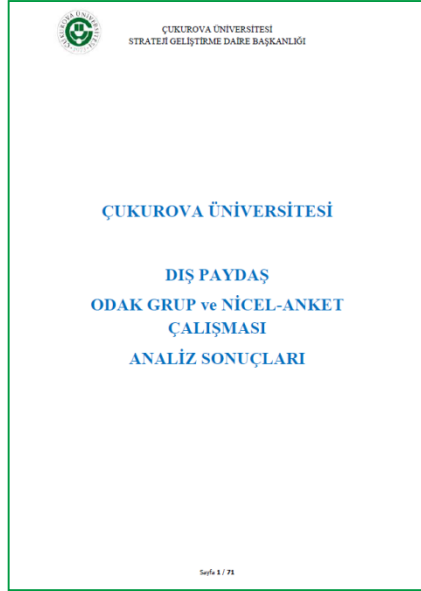 ÇUKUROVA ÜNİVERSİTESİ
STRATEJİ GELİŞTİRME DAİRE BAŞKANLIĞI
ÇUKUROVA ÜNİVERSİTESİ
DIŞ PAYDAŞ
ODAK GRUP ve NİCEL-ANKET
ÇALIŞMASI
ANALİZ SONUÇLARI
Sayfa 1 / 71